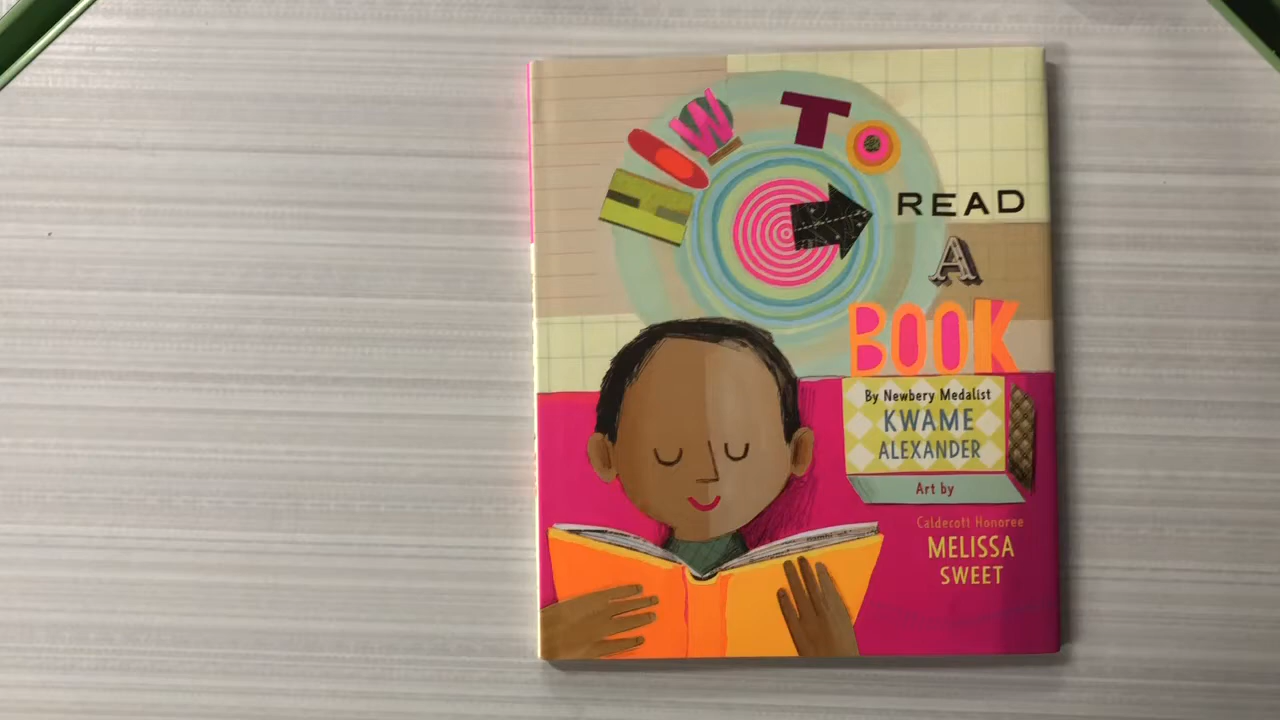 HOW TO
READ
A
BOOK
By Newbery Medalist
KWAME
ALEXANDER
Art by
Caldecott Honoree
MELISSA
SWEET